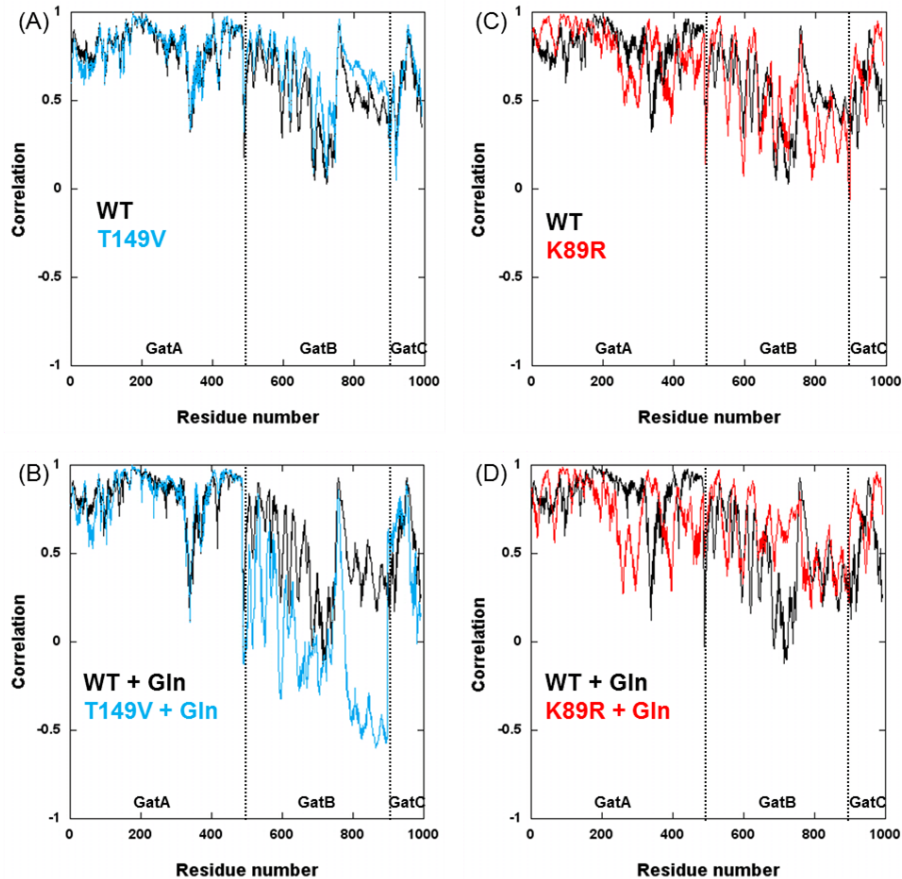 (A)
1
0.5
0
-0.5
-1
Correlation
WT
T149V
GatA
GatB
GatC
0 200 400 600 800 1000
Residue number
(C)
1
0.5
0
-0.5
-1
Correlation
WT
K89R
GatA
GatB
GatC
0 200 400 600 800 1000
Residue number
(B)
1
0.5
0
-0.5
-1
Correlation
WT + Gln
T149V + Gln
GatA
GatB
GatC
0 200 400 600 800 1000
Residue number
(D)
1
0.5
0
-0.5
-1
Correlation
WT + Gln
K89R + Gln
GatA
GatB
GatC
0 200 400 600 800 1000
Residue number